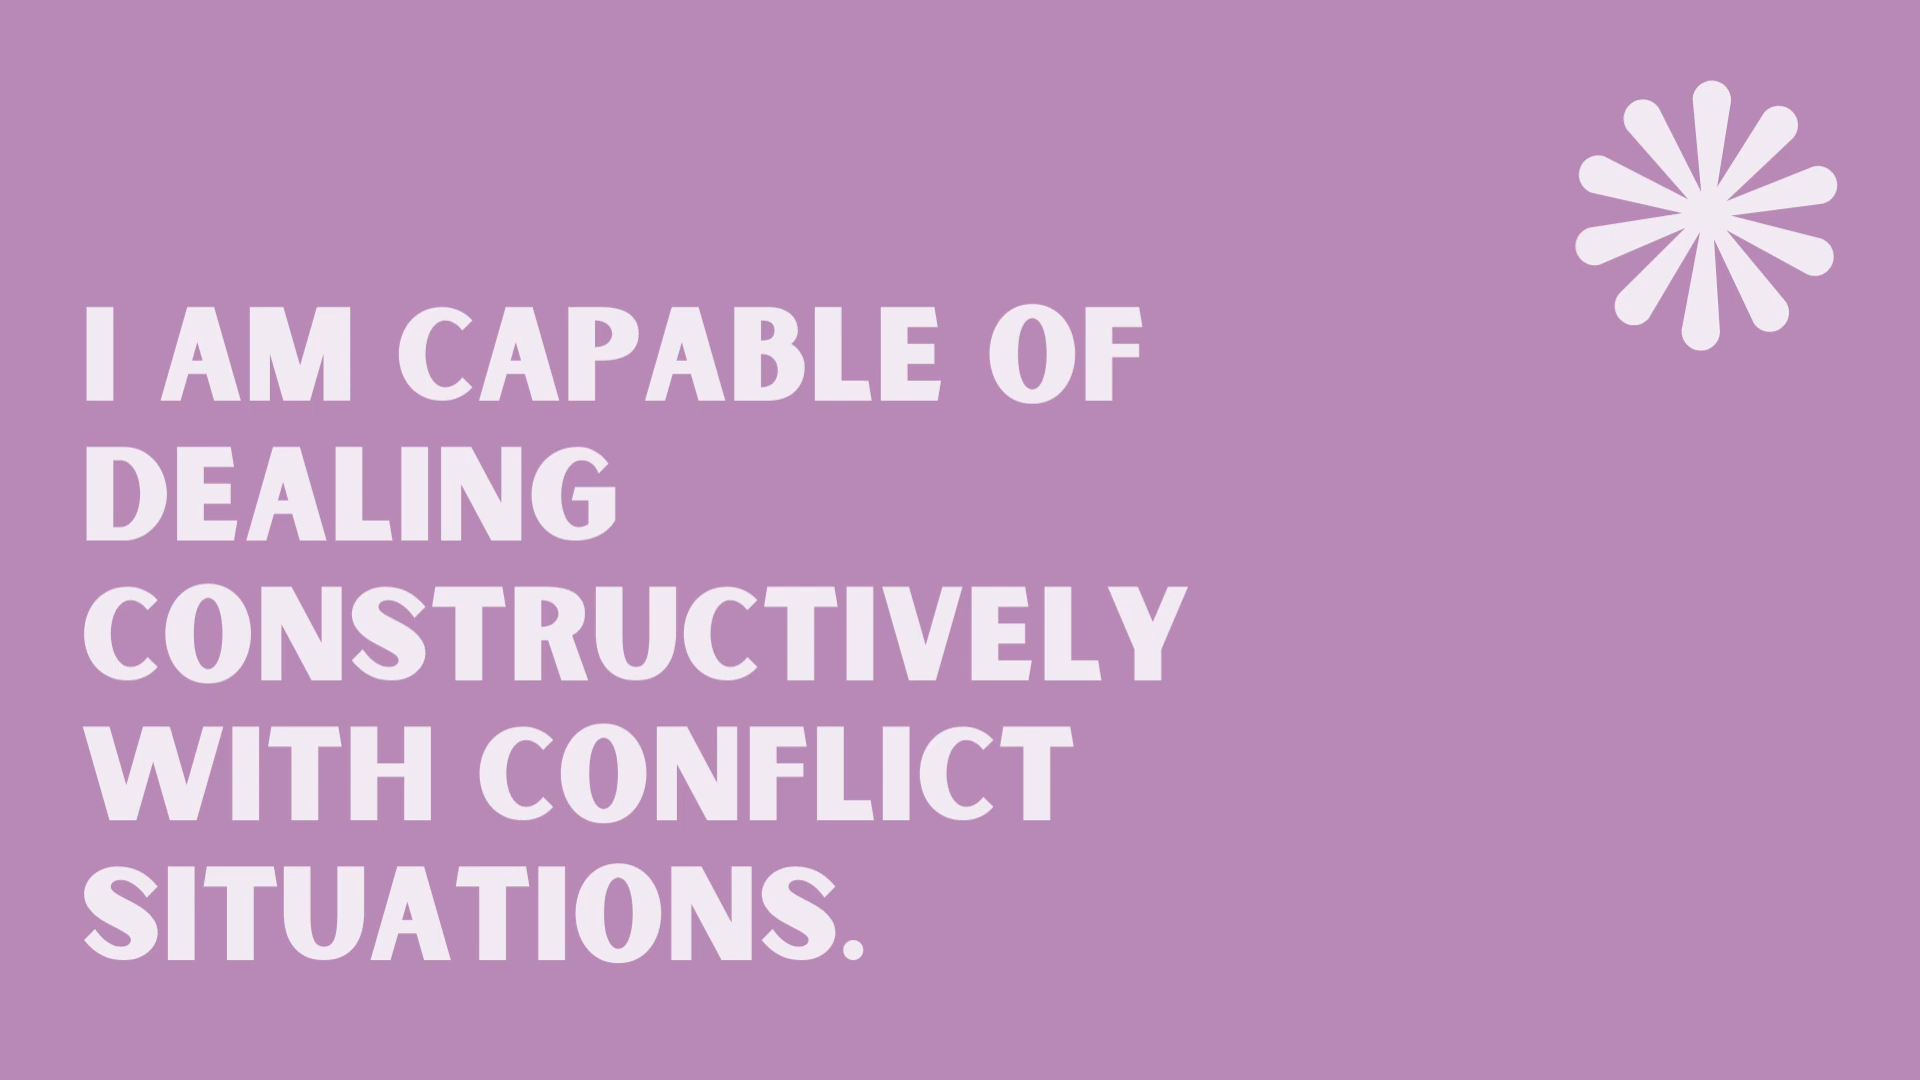 I AM CAPABLE OF
DEALING
CONSTRUCTIVELY
WITH CONFLICT
SITUATIONS.